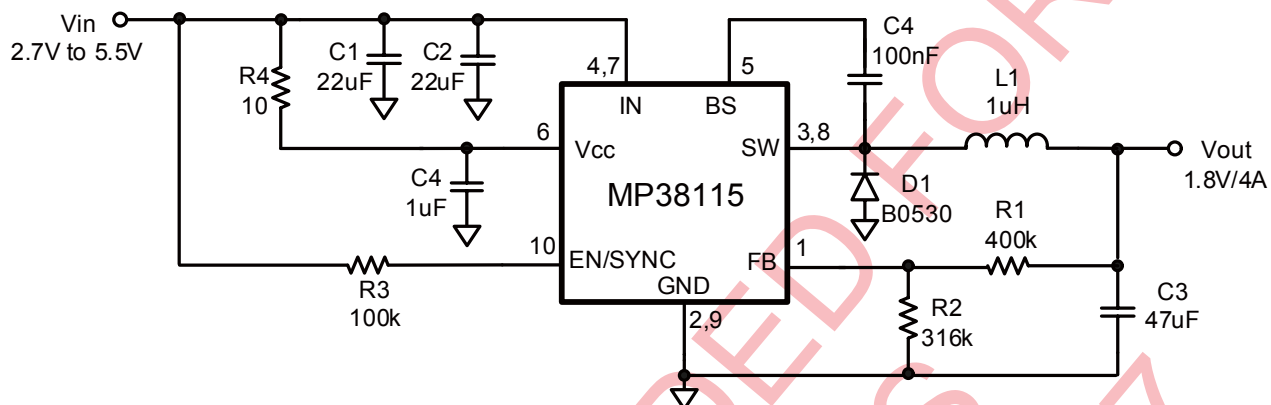 Vin
2.7V to 5.5V
R4
10
C1
22uF
C2
22uF
4,7
5
C4
100nF
L1
1uH
IN
BS
6
Vcc
SW
3,8
Vout
1.8V/4A
C4
1uF
MP38115
D1
B0530
R1
400k
10
EN/SYNC
FB
1
GND
R3
100k
2,9
R2
316k
C3
47uF
DED FOR